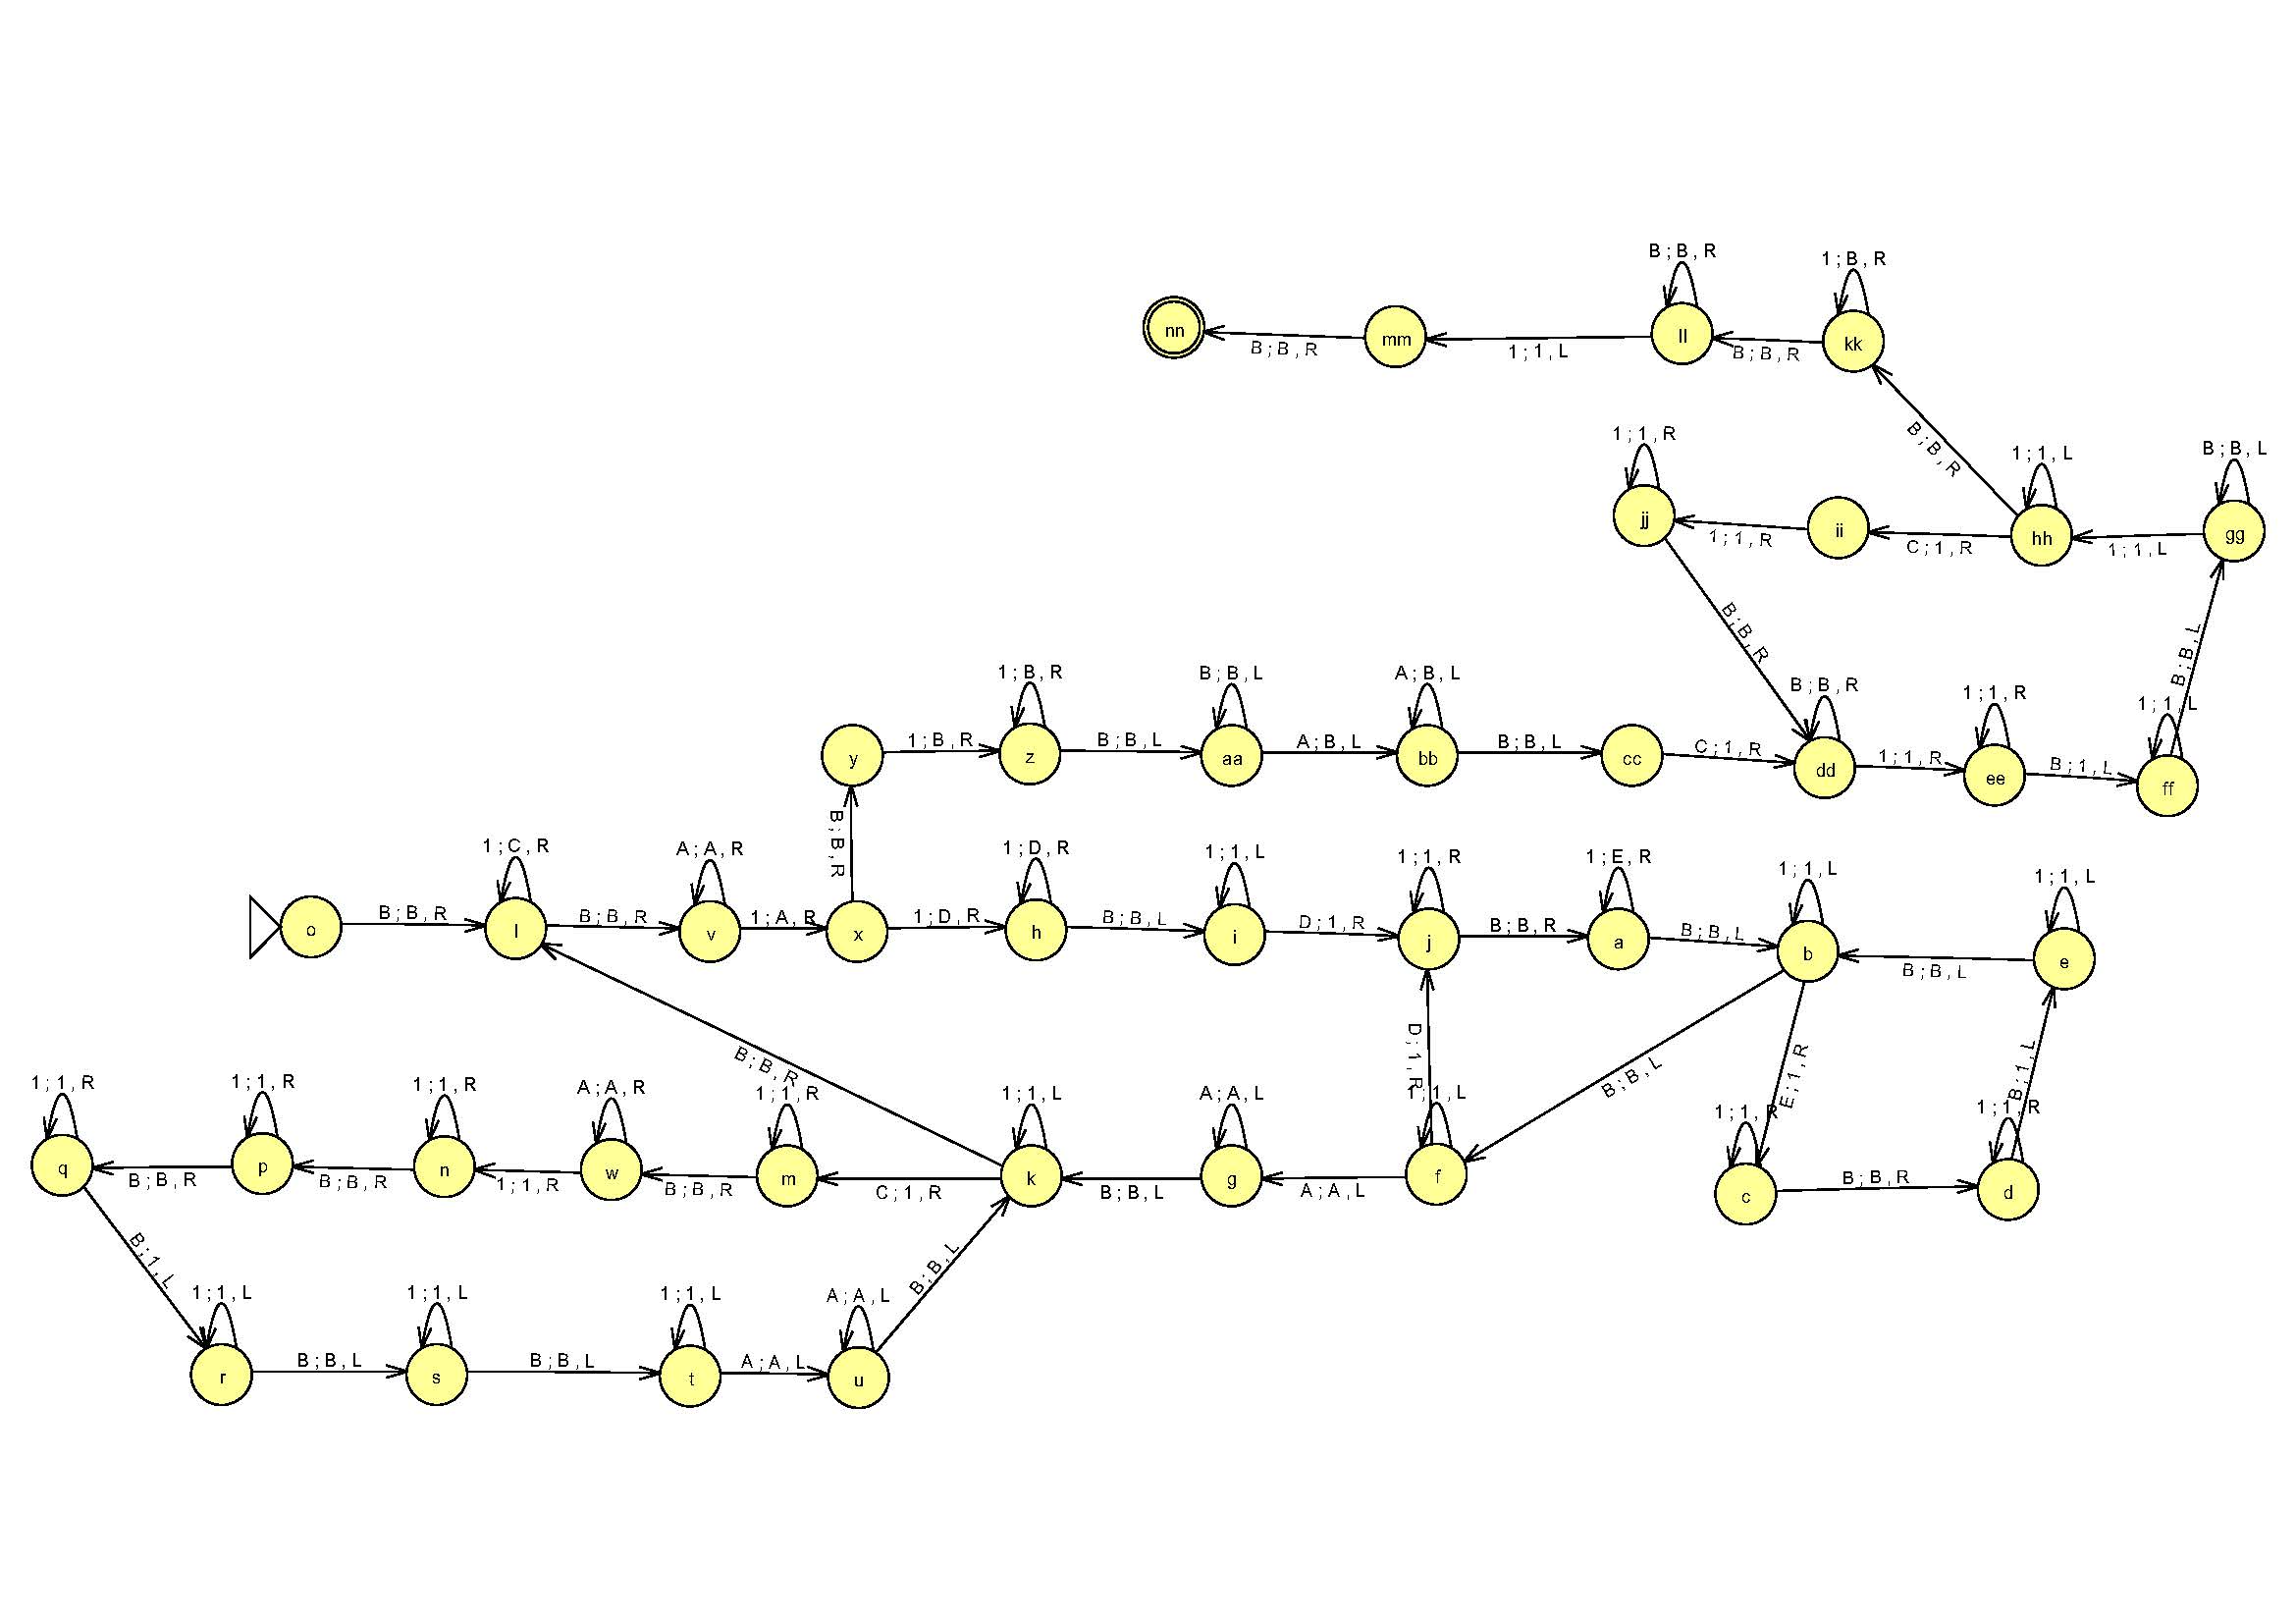 B ; B , R
1 ; B , R
nn
mm
ll
kk
B ; B , R
1 ; 1 , L
B ; B , R
B ; B , R
1 ; 1 , R
1 ; 1 , L
B ; B , L
jj
ii
hh
gg
1 ; 1 , R
C ; 1 , R
1 ; 1 , L
B ; B , R
B ; B , L
1 ; B , R
B ; B , L
A ; B , L
B ; B , R
1 ; 1 , R
1 ; 1 , L
y
1 ; B , R
z
B ; B , L
aa
A ; B , L
bb
B ; B , L
cc
C ; 1 , R
dd
1 ; 1 , R
ee
B ; 1 , L
ff
B ; B , R
1 ; C , R
A ; A , R
1 ; D , R
1 ; 1 , L
1 ; 1 , R
1 ; E , R
1 ; 1 , L
1 ; 1 , L
o
B ; B , R
l
B ; B , R
v
1 ; A , R
x
1 ; D , R
h
B ; B , L
i
D ; 1 , R
j
B ; B , R
a
B ; B , L
b
B ; B , L
e
B ; B , R
D ; 1 , R
B ; B , L
E ; 1 , R
B ; 1 , L
1 ; 1 , R
1 ; 1 , R
1 ; 1 , R
A ; A , R
1 ; 1 , R
1 ; 1 , L
A ; A , L
1 ; 1 , L
1 ; 1 , R
1 ; 1 , R
q
B ; B , R
p
B ; B , R
n
1 ; 1 , R
w
B ; B , R
m
C ; 1 , R
k
B ; B , L
g
A ; A , L
f
c
B ; B , R
d
B ; 1 , L
B ; B , L
1 ; 1 , L
1 ; 1 , L
1 ; 1 , L
A ; A , L
r
B ; B , L
s
B ; B , L
t
A ; A , L
u